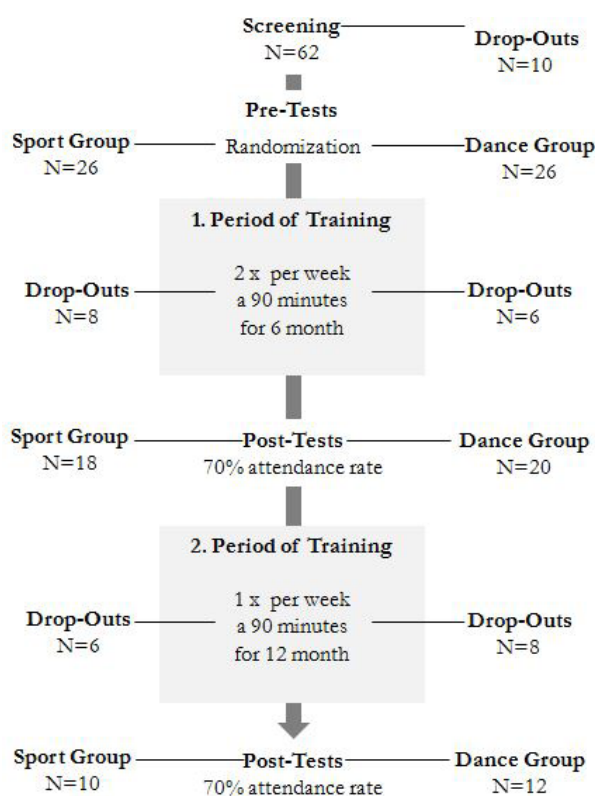 Screening
N=62
Drop-Outs
N=10
Pre-Tests
Sport Group
N=26
Randomization
Dance Group
N=26
1. Period of Training
Drop-Outs
N=8
2 x per week
a 90 minutes
for 6 month
Drop-Outs
N=6
Sport Group
N=18
Post-Tests
70% attendance rate
Dance Group
N=20
2. Period of Training
Drop-Outs
N=6
1 x per week
a 90 minutes
for 12 month
Drop-Outs
N=8
Sport Group
N=10
Post-Tests
70% attendance rate
Dance Group
N=12